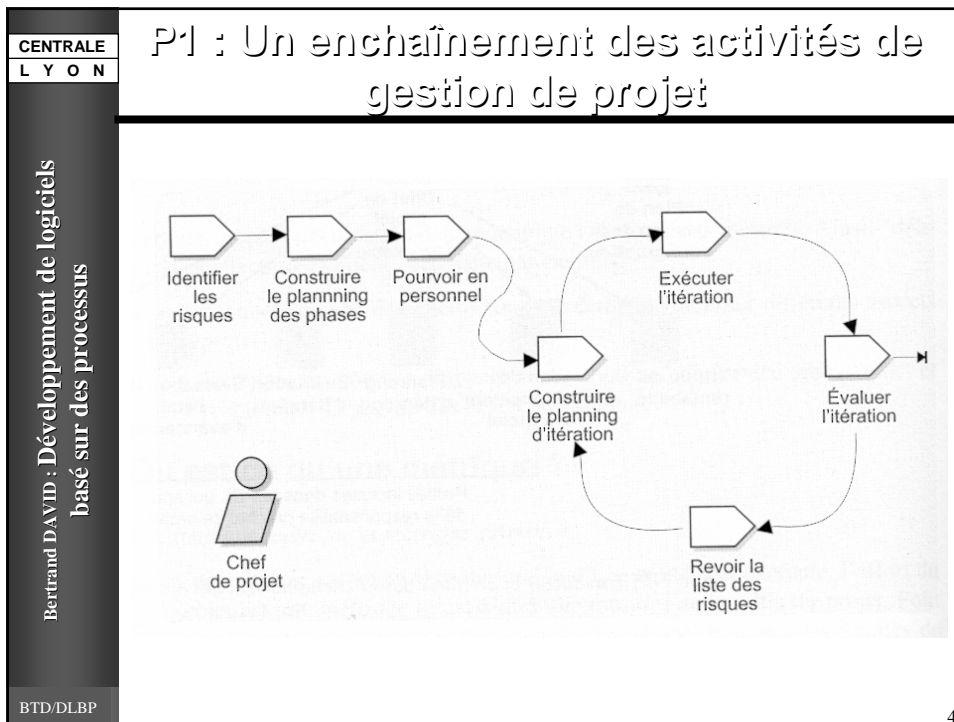 CENTRALE
L Y O N
P1 : Un enchaînement des activités de
gestion de projet
Bertrand DAVID : Développement de logiciels
basé sur des processus
Identifier
les
risques
Construire
le plannning
des phases
Pourvoir en
personnel
Exécuter
l'itération
Construire
le planning
d'itération
Évaluer
l'itération
Chef
de projet
Revoir la
liste des
risques
BTD/DLBP
4